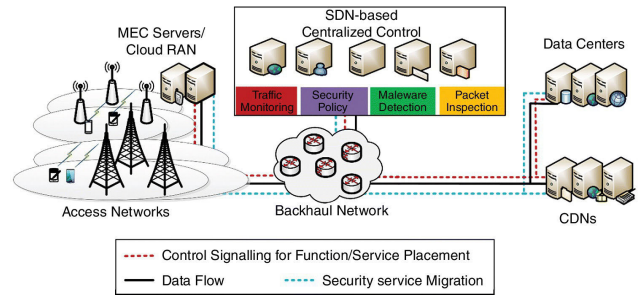 SDN-based
Centralized Control
MEC Servers/
Cloud RAN
Data Centers
Traffic
Monitoring
Security
Policy
Maleware
Detection
Packet
Inspection
Access Networks
Backhaul Network
CDNs
Control Signalling for Function/Service Placement
Data Flow
Security service Migration